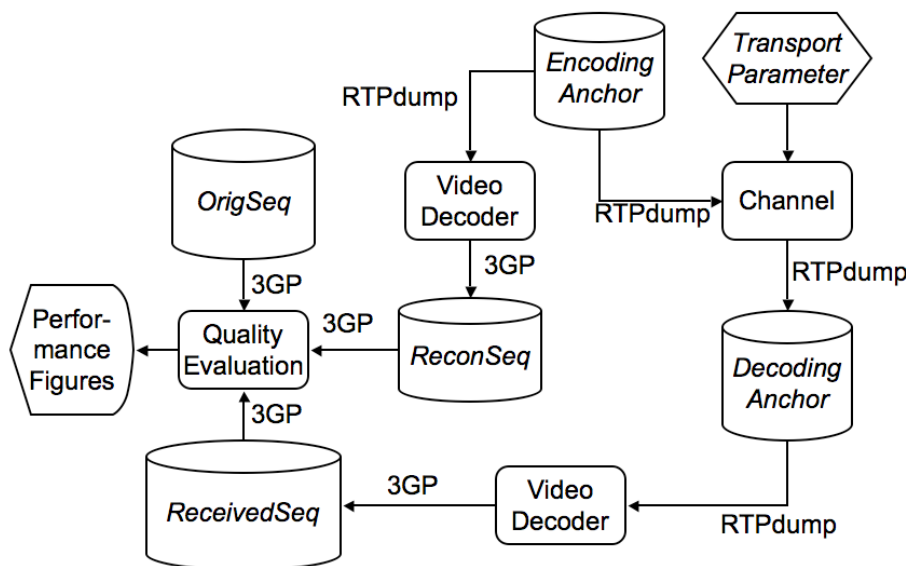 Encoding
Anchor
Transport
Parameter
RTPdump
OrigSeq
Video
Decoder
RTPdump
Channel
3GP
3GP
RTPdump
Perfor-
mance
Figures
Quality
Evaluation
3GP
ReconSeq
Decoding
Anchor
3GP
ReceivedSeq
3GP
Video
Decoder
RTPdump